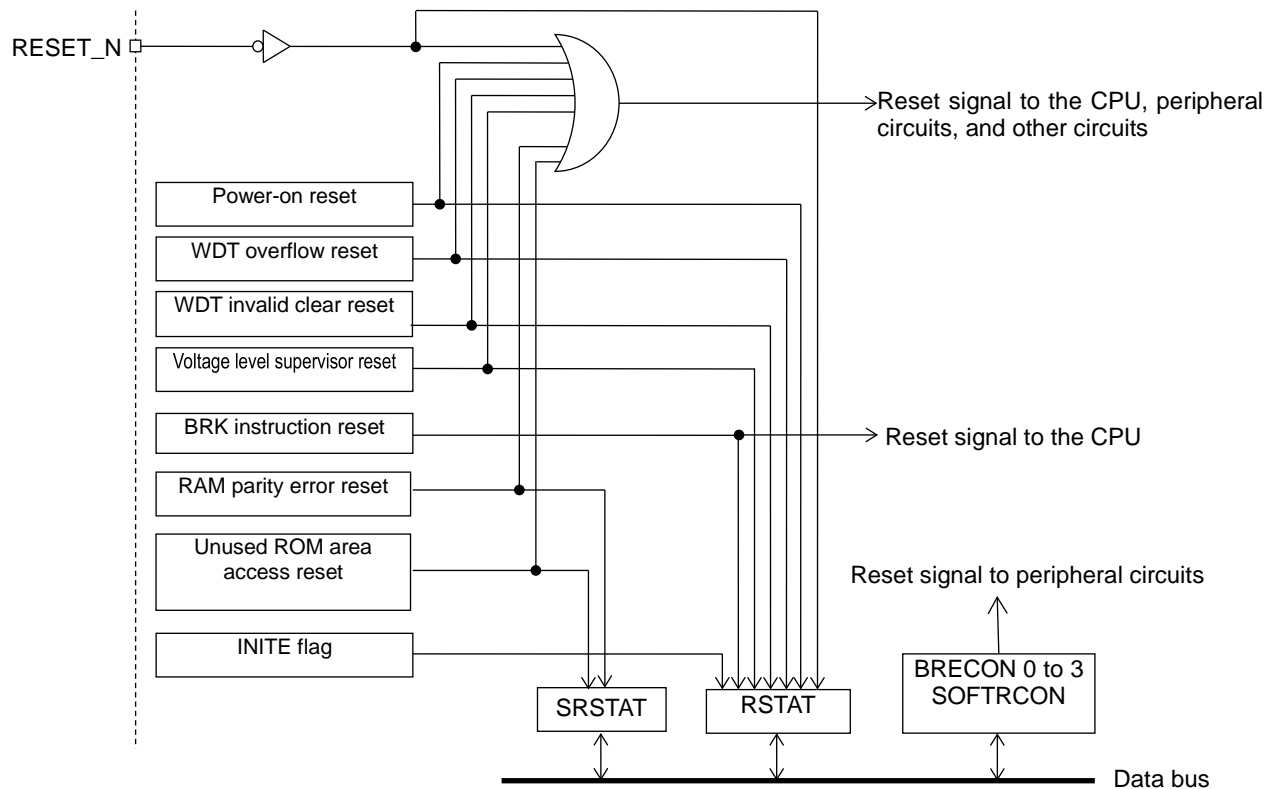 RESET_N
Reset signal to the CPU, peripheral
circuits, and other circuits
Power-on reset
WDT overflow reset
WDT invalid clear reset
Voltage level supervisor reset
BRK instruction reset
Reset signal to the CPU
RAM parity error reset
Unused ROM area
access reset
Reset signal to peripheral circuits
INITE flag
SRSTAT
RSTAT
BRECON 0 to 3
SOFTRCON
Data bus